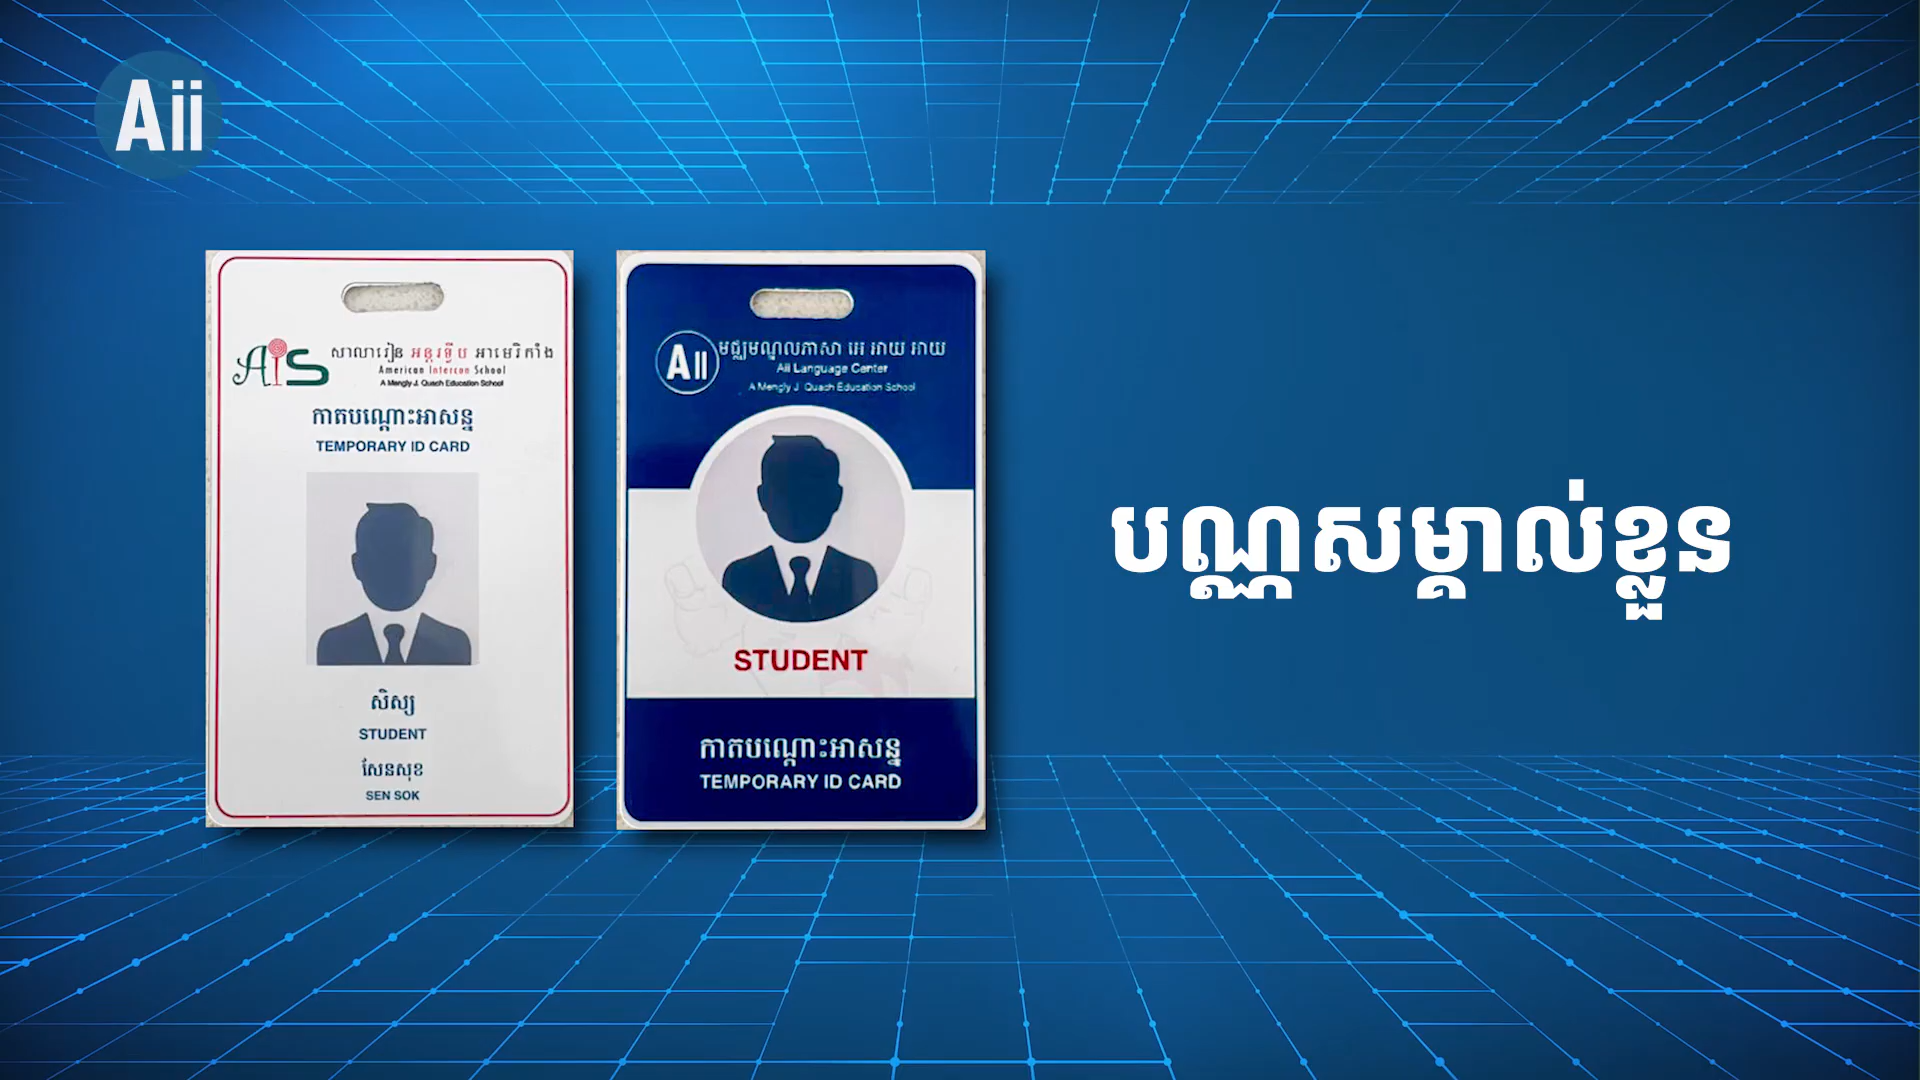 Aii
AiS
សាលារៀន អន្តរទ្វីប អាមេរិកាំង
American Intercon School
A Mengly J. Quach Education School
កាតបណ្ដោះអាសន្ន
TEMPORARY ID CARD
សិស្ស
STUDENT
សែនសុខ
SEN SOK
AII
មជ្ឈមណ្ឌលភាសា អេ អាយ អាយ
Aii Language Center
A Mengly J. Quach Education School
STUDENT
កាតបណ្ដោះអាសន្ន
TEMPORARY ID CARD
បណ្ណសម្គាល់ខ្លួន